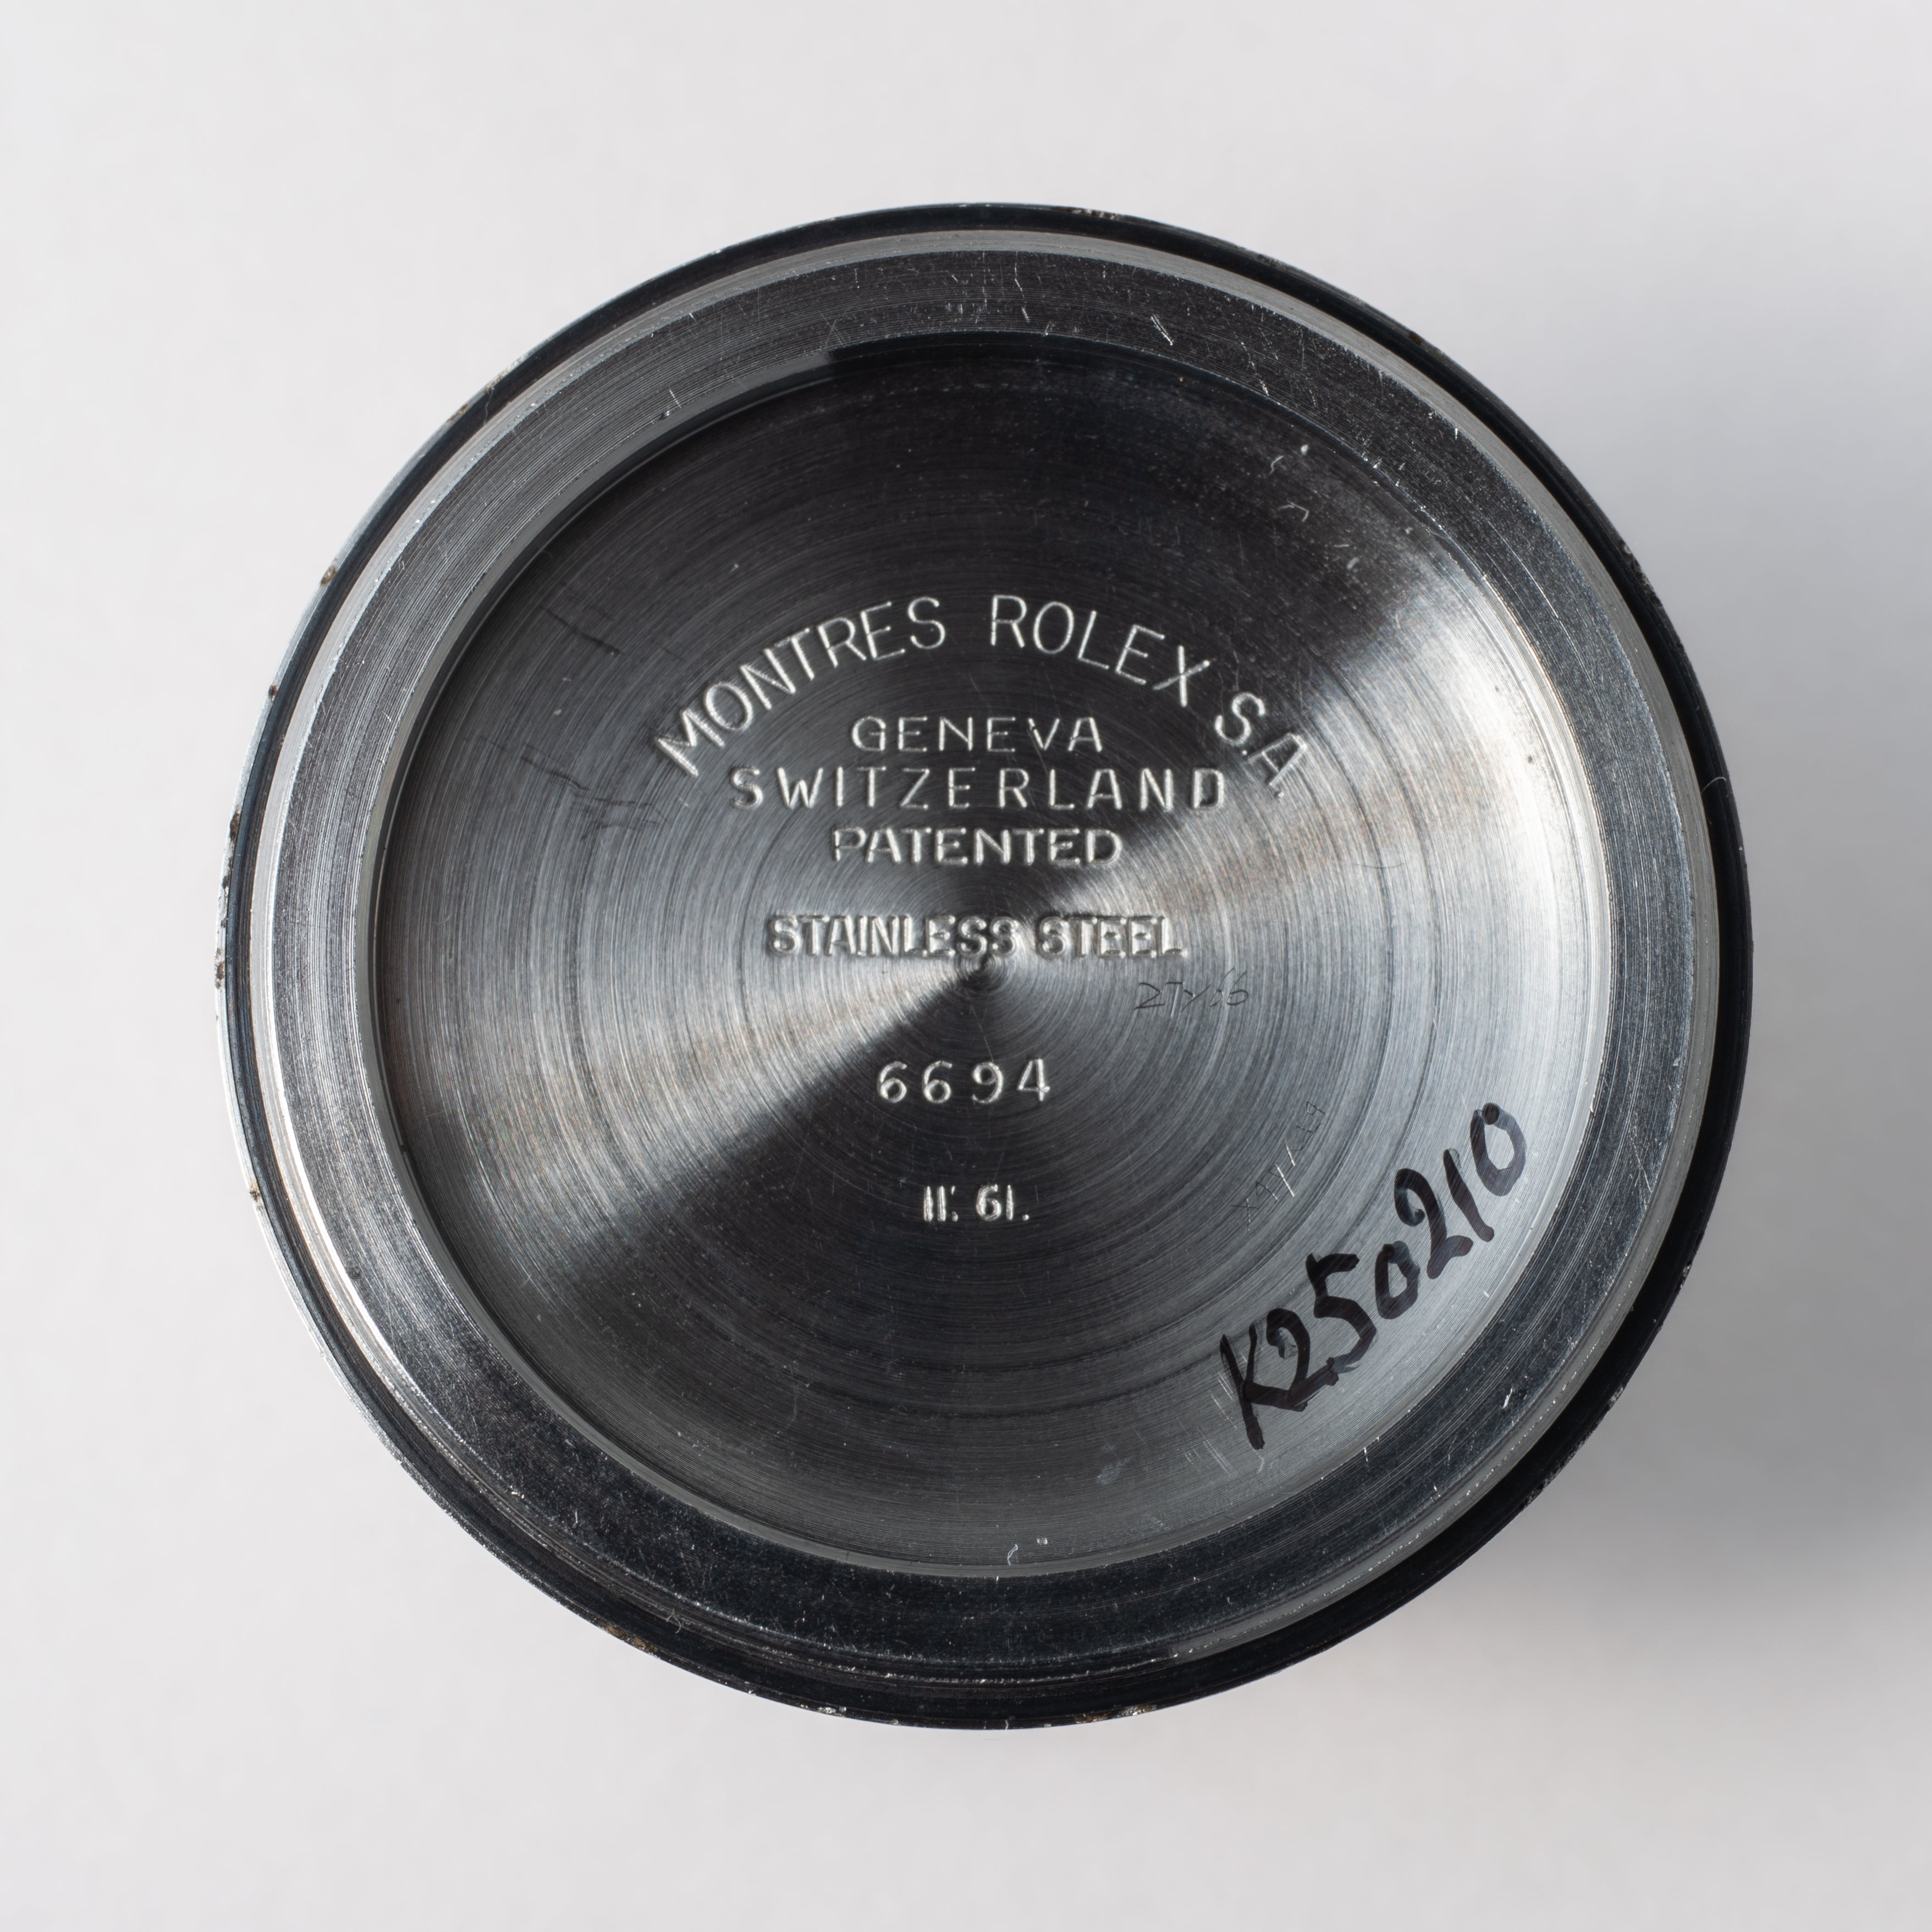 MONTRES ROLEX S.A.
GENEVA
SWITZERLAND
PATENTED
STAINLESS STEEL
6694
II. 61.
K250210